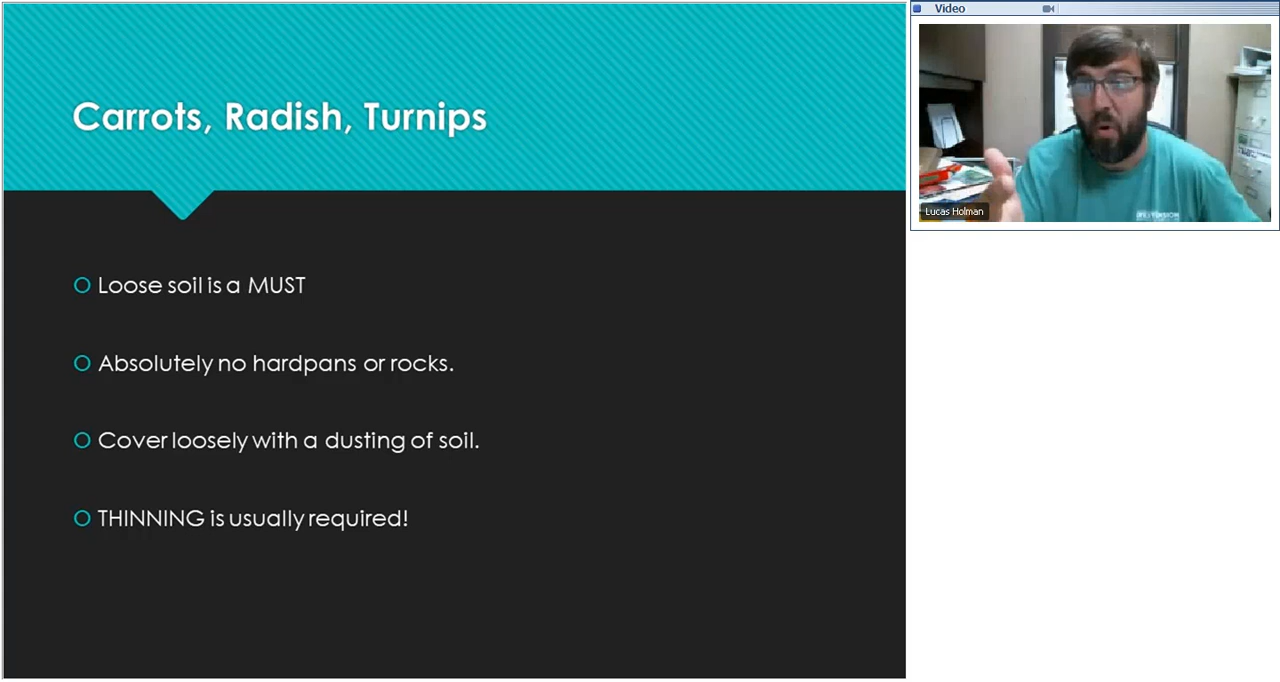 Carrots, Radish, Turnips
Loose soil is a MUST
Absolutely no hardpans or rocks.
Cover loosely with a dusting of soil.
THINNING is usually required!
Video
Lucas Holman